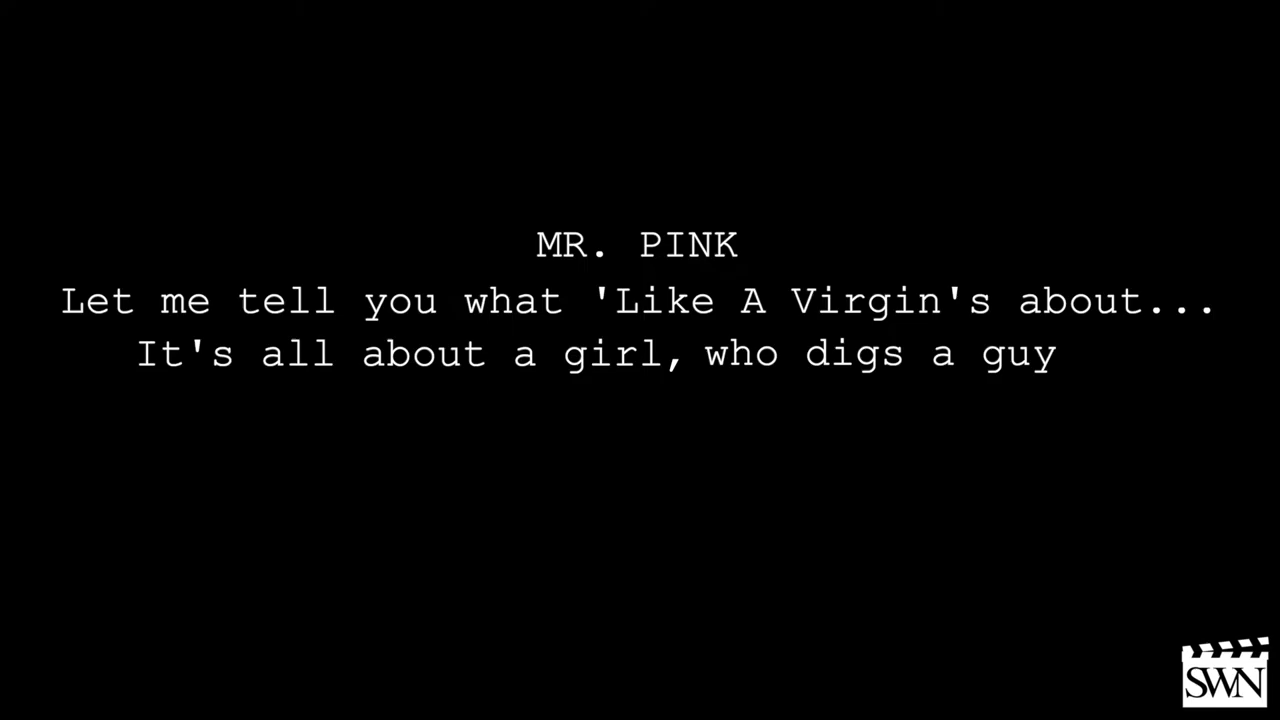 MR. PINK
Let me tell you what 'Like A Virgin's about...
It's all about a girl, who digs a guy
SWN